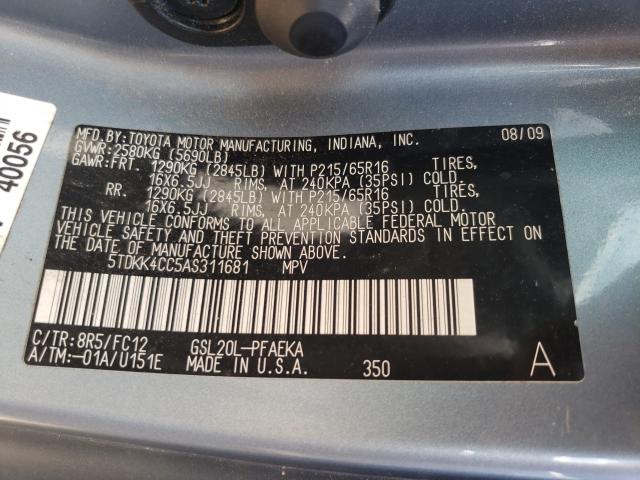 40056
MFD. BY: TOYOTA MOTOR MANUFACTURING, INDIANA, INC. 08/09
GVWR: 2580KG (5690LB)
GAWR: FRT. 1290KG (2845LB) WITH P215/65R16 TIRES,
16X6.5JJ RIMS, AT 240KPA (35PSI) COLD.
RR. 1290KG (2845LB) WITH P215/65R16 TIRES,
16X6.5JJ RIMS, AT 240KPA (35PSI) COLD.
THIS VEHICLE CONFORMS TO ALL APPLICABLE FEDERAL MOTOR
VEHICLE SAFETY AND THEFT PREVENTION STANDARDS IN EFFECT ON
THE DATE OF MANUFACTURE SHOWN ABOVE.
5TDKK4CC5AS311681 MPV
C/TR: 8R5/FC12 GSL20L-PFAEKA
A/TM: -01A/U151E MADE IN U.S.A. 350 A